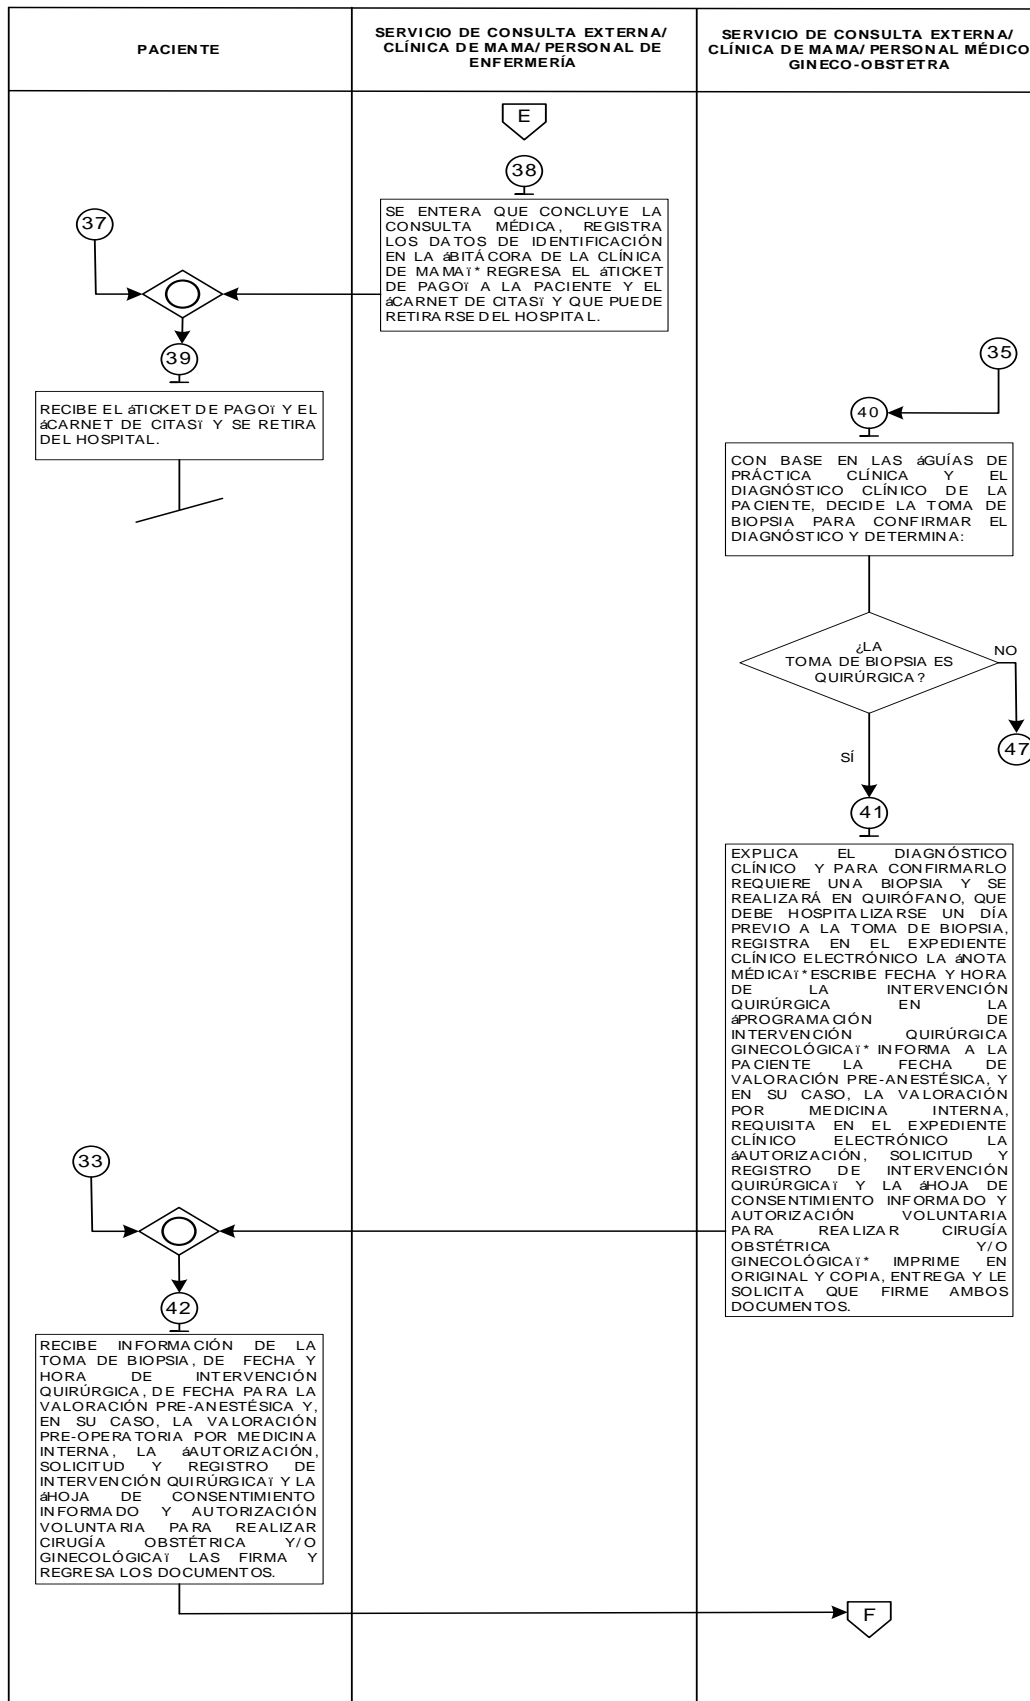 PACIENTE
SERVICIO DE CONSULTA EXTERNA/
CLÍNICA DE MAMA/ PERSONAL DE
ENFERMERÍA
SERVICIO DE CONSULTA EXTERNA/
CLÍNICA DE MAMA/ PERSONAL MÉDICO
GINECO-OBSTETRA
E
38
SE ENTERA QUE CONCLUYE LA
CONSULTA MÉDICA, REGISTRA
LOS DATOS DE IDENTIFICACIÓN
EN LA áBITÁCORA DE LA CLÍNICA
DE MAMAï* REGRESA EL áTICKET
DE PAGOï A LA PACIENTE Y EL
áCARNET DE CITASï Y QUE PUEDE
RETIRARSE DEL HOSPITAL.
37
39
RECIBE EL áTICKET DE PAGOï Y EL
áCARNET DE CITASï Y SE RETIRA
DEL HOSPITAL.
35
40
CON BASE EN LAS áGUÍAS DE
PRÁCTICA CLÍNICA Y EL
DIAGNÓSTICO CLÍNICO DE LA
PACIENTE, DECIDE LA TOMA DE
BIOPSIA PARA CONFIRMAR EL
DIAGNÓSTICO Y DETERMINA:
¿LA
TOMA DE BIOPSIA ES
QUIRÚRGICA?
NO
47
SÍ
41
EXPLICA EL DIAGNÓSTICO
CLÍNICO Y PARA CONFIRMARLO
REQUIERE UNA BIOPSIA Y SE
REALIZARÁ EN QUIRÓFANO, QUE
DEBE HOSPITALIZARSE UN DÍA
PREVIO A LA TOMA DE BIOPSIA,
REGISTRA EN EL EXPEDIENTE
CLÍNICO ELECTRÓNICO LA áNOTA
MÉDICAï* ESCRIBE FECHA Y HORA
DE LA INTERVENCIÓN
QUIRÚRGICA EN LA
áPROGRAMACIÓN DE
INTERVENCIÓN QUIRÚRGICA
GINECOLÓGICAï* INFORMA A LA
PACIENTE LA FECHA DE
VALORACIÓN PRE-ANESTÉSICA, Y
EN SU CASO, LA VALORACIÓN
POR MEDICINA INTERNA,
REQUISITA EN EL EXPEDIENTE
CLÍNICO ELECTRÓNICO LA
áAUTORIZACIÓN, SOLICITUD Y
REGISTRO DE INTERVENCIÓN
QUIRÚRGICAï Y LA áHOJA DE
CONSENTIMIENTO INFORMADO Y
AUTORIZACIÓN VOLUNTARIA
PARA REALIZAR CIRUGÍA
OBSTÉTRICA Y/O
GINECOLÓGICAï* IMPRIME EN
ORIGINAL Y COPIA, ENTREGA Y LE
SOLICITA QUE FIRME AMBOS
DOCUMENTOS.
33
42
RECIBE INFORMACIÓN DE LA
TOMA DE BIOPSIA, DE FECHA Y
HORA DE INTERVENCIÓN
QUIRÚRGICA, DE FECHA PARA LA
VALORACIÓN PRE-ANESTÉSICA Y,
EN SU CASO, LA VALORACIÓN
PRE-OPERATORIA POR MEDICINA
INTERNA, LA áAUTORIZACIÓN,
SOLICITUD Y REGISTRO DE
INTERVENCIÓN QUIRÚRGICAï Y LA
áHOJA DE CONSENTIMIENTO
INFORMADO Y AUTORIZACIÓN
VOLUNTARIA PARA REALIZAR
CIRUGÍA OBSTÉTRICA Y/O
GINECOLÓGICAï LAS FIRMA Y
REGRESA LOS DOCUMENTOS.
F